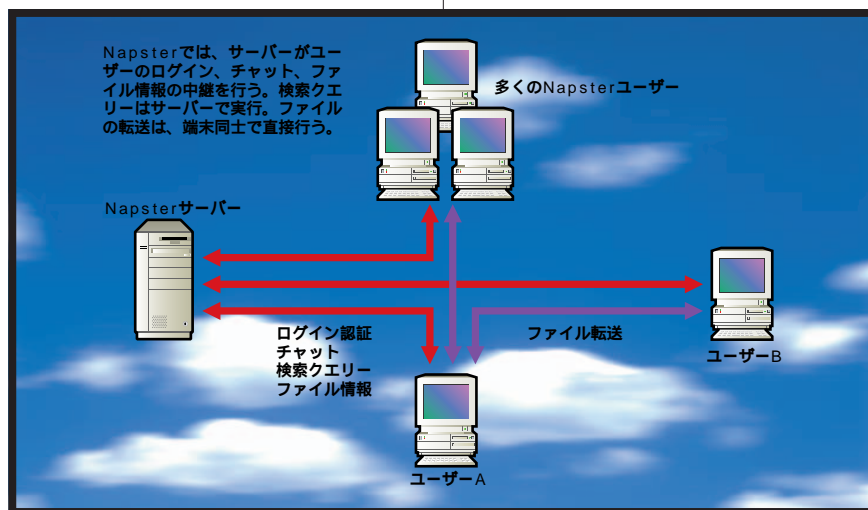 Napsterでは、サーバーがユー
ザーのログイン、チャット、ファ
イル情報の中継を行う。検索クエ
リーはサーバーで実行。ファイル
の転送は、端末同士で直接行う。
多くのNapsterユーザー
Napsterサーバー
ログイン認証
チャット
検索クエリー
ファイル情報
ファイル転送
ユーザーB
ユーザーA